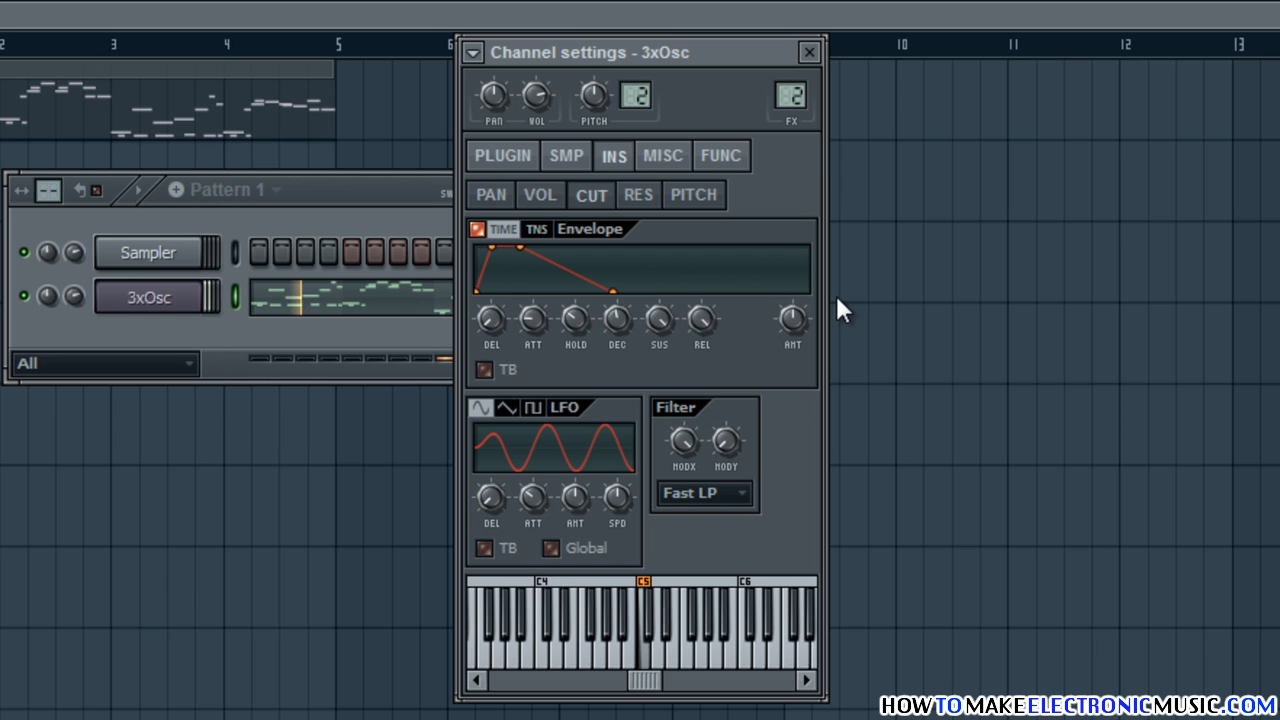 2 3 4 5 6 10 11 12 13
Channel settings - 3xOsc
PAN VOL PITCH 2 2 FX
PLUGIN SMP INS MISC FUNC
PAN VOL CUT RES PITCH
TIME TNS Envelope
DEL ATT HOLD DEC SUS REL AMT
TB
Pattern 1 SW
Sampler
3xOsc
All
LFO
DEL ATT AMT SPD
TB Global
Filter
MODX MODY
Fast LP
C4 C5 C6
HOWTOMAKEELECTRONICMUSIC.COM